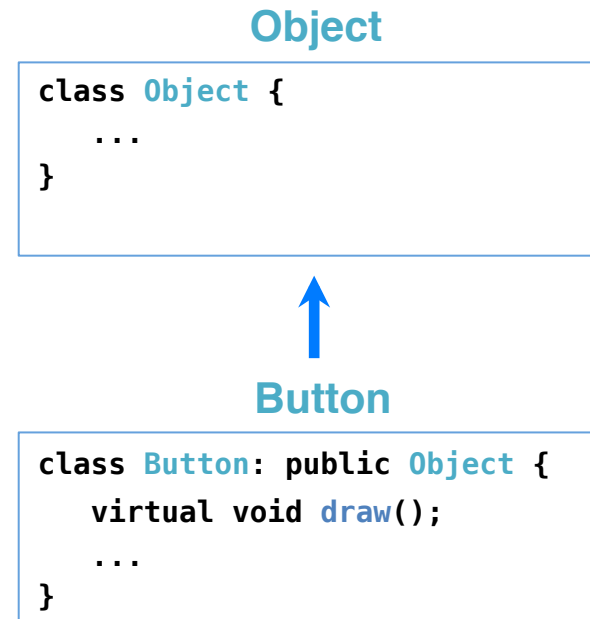 Object
class Object {
...
}
Button
class Button: public Object {
virtual void draw();
...
}